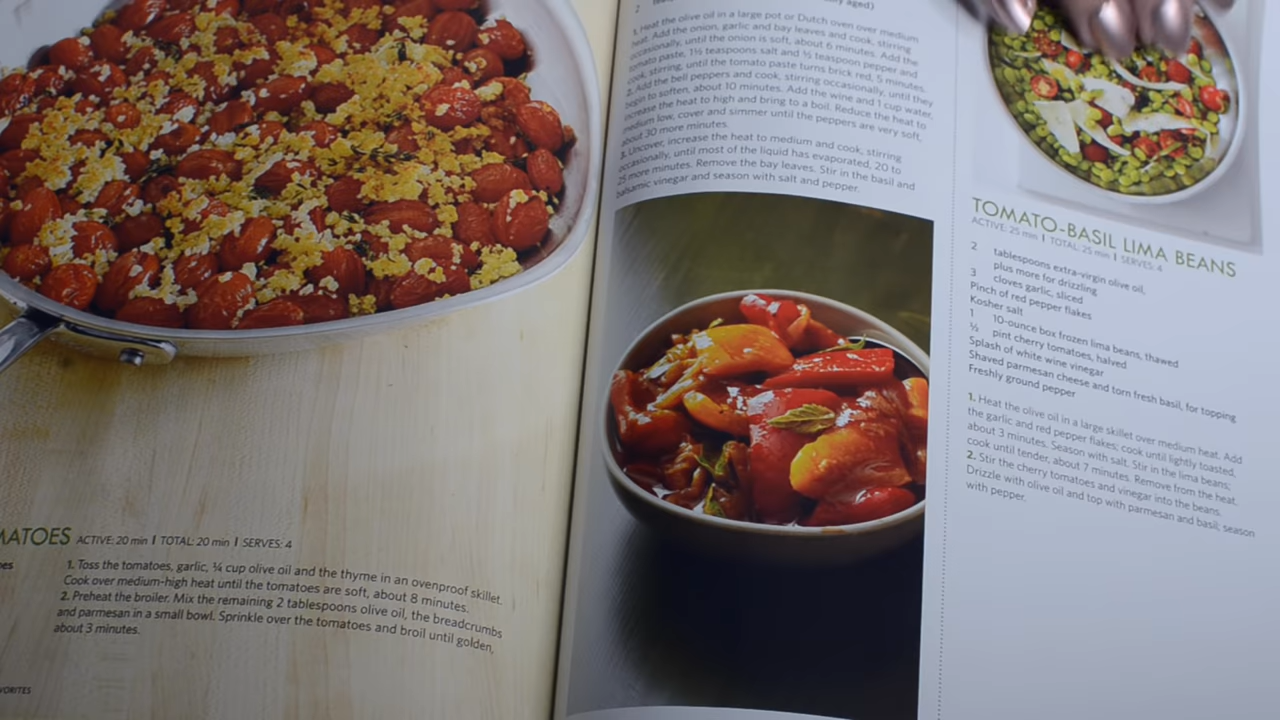 MATOES ACTIVE: 20 min | TOTAL: 20 min | SERVES: 4
1. Toss the tomatoes, garlic, ¼ cup olive oil and the thyme in an ovenproof skillet.
Cook over medium-high heat until the tomatoes are soft, about 8 minutes.
2. Preheat the broiler. Mix the remaining 2 tablespoons olive oil, the breadcrumbs
and parmesan in a small bowl. Sprinkle over the tomatoes and broil until golden,
about 3 minutes.
VORITES
2 aged)
1. Heat the olive oil in a large pot or Dutch oven over medium
heat. Add the onion, garlic and bay leaves and cook, stirring
occasionally, until the onion is soft, about 6 minutes. Add the
tomato paste, 1½ teaspoons salt and ½ teaspoon pepper and
cook, stirring, until the tomato paste turns brick red, 5 minutes.
2. Add the bell peppers and cook, stirring occasionally, until they
begin to soften, about 10 minutes. Add the wine and 1 cup water,
increase the heat to high and bring to a boil. Reduce the heat to
medium low, cover and simmer until the peppers are very soft,
about 30 more minutes.
3. Uncover, increase the heat to medium and cook, stirring
occasionally, until most of the liquid has evaporated, 20 to
25 more minutes. Remove the bay leaves. Stir in the basil and
balsamic vinegar and season with salt and pepper.
TOMATO-BASIL LIMA BEANS
ACTIVE: 25 min | TOTAL: 25 min | SERVES: 4
2 tablespoons extra-virgin olive oil,
plus more for drizzling
3 cloves garlic, sliced
Pinch of red pepper flakes
Kosher salt
1 10-ounce box frozen lima beans, thawed
½ pint cherry tomatoes, halved
Splash of white wine vinegar
Shaved parmesan cheese and torn fresh basil, for topping
Freshly ground pepper
1. Heat the olive oil in a large skillet over medium heat. Add
the garlic and red pepper flakes; cook until lightly toasted,
about 3 minutes. Season with salt. Stir in the lima beans;
cook until tender, about 7 minutes. Remove from the heat.
2. Stir the cherry tomatoes and vinegar into the beans.
Drizzle with olive oil and top with parmesan and basil; season
with pepper.